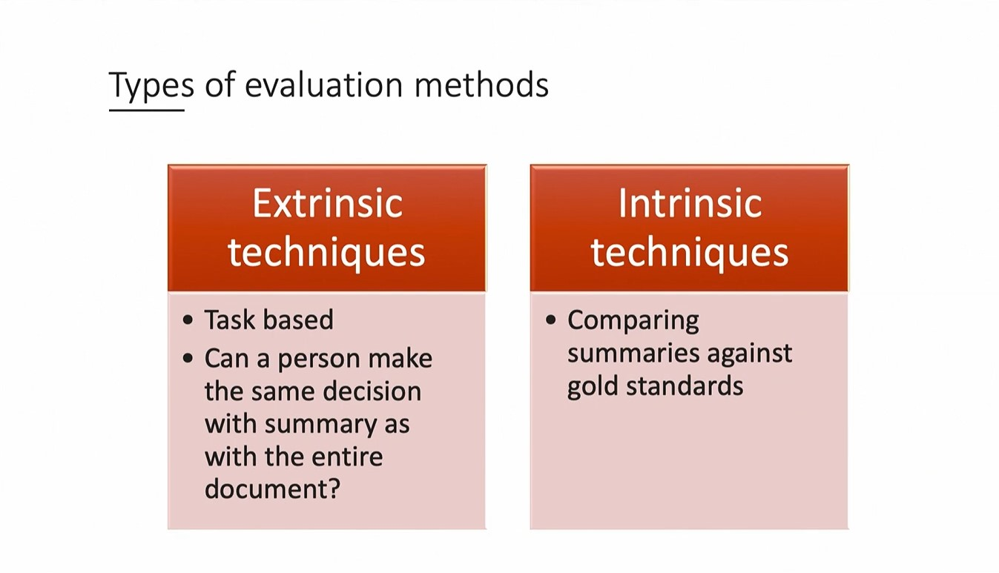 Types of evaluation methods
Extrinsic
techniques
• Task based
• Can a person make
the same decision
with summary as
with the entire
document?
Intrinsic
techniques
• Comparing
summaries against
gold standards